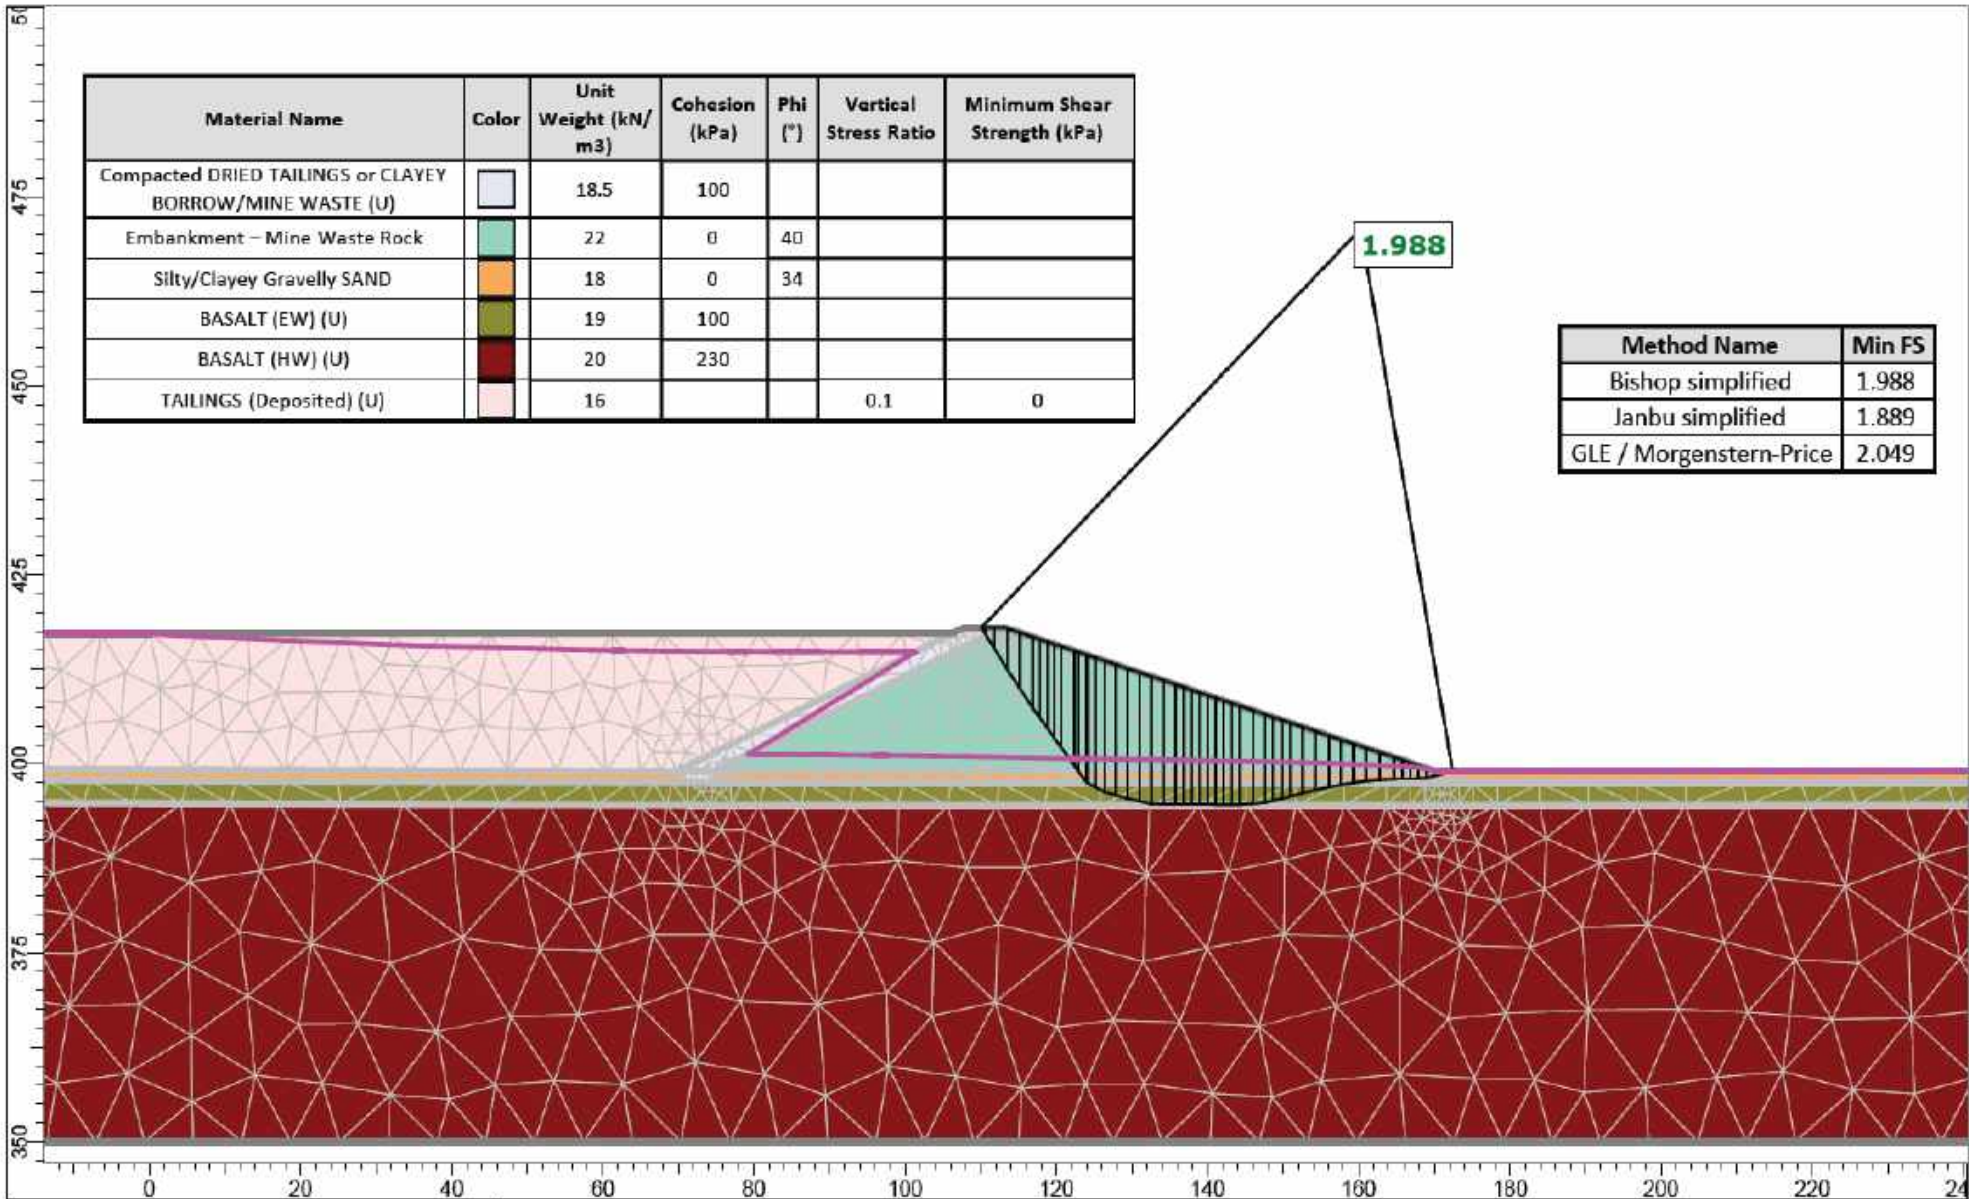 50
475
450
425
400
375
350
Material Name Color Unit Weight (kN/ m3) Cohesion (kPa) Phi (°) Vertical Stress Ratio Minimum Shear Strength (kPa)
Compacted DRIED TAILINGS or CLAYEY BORROW/MINE WASTE (U) 18.5 100
Embankment – Mine Waste Rock 22 0 40
Silty/Clayey Gravelly SAND 18 0 34
BASALT (EW) (U) 19 100
BASALT (HW) (U) 20 230
TAILINGS (Deposited) (U) 16 0.1 0
1.988
Method Name Min FS
Bishop simplified 1.988
Janbu simplified 1.889
GLE / Morgenstern-Price 2.049
0 20 40 60 80 100 120 140 160 180 200 220 24